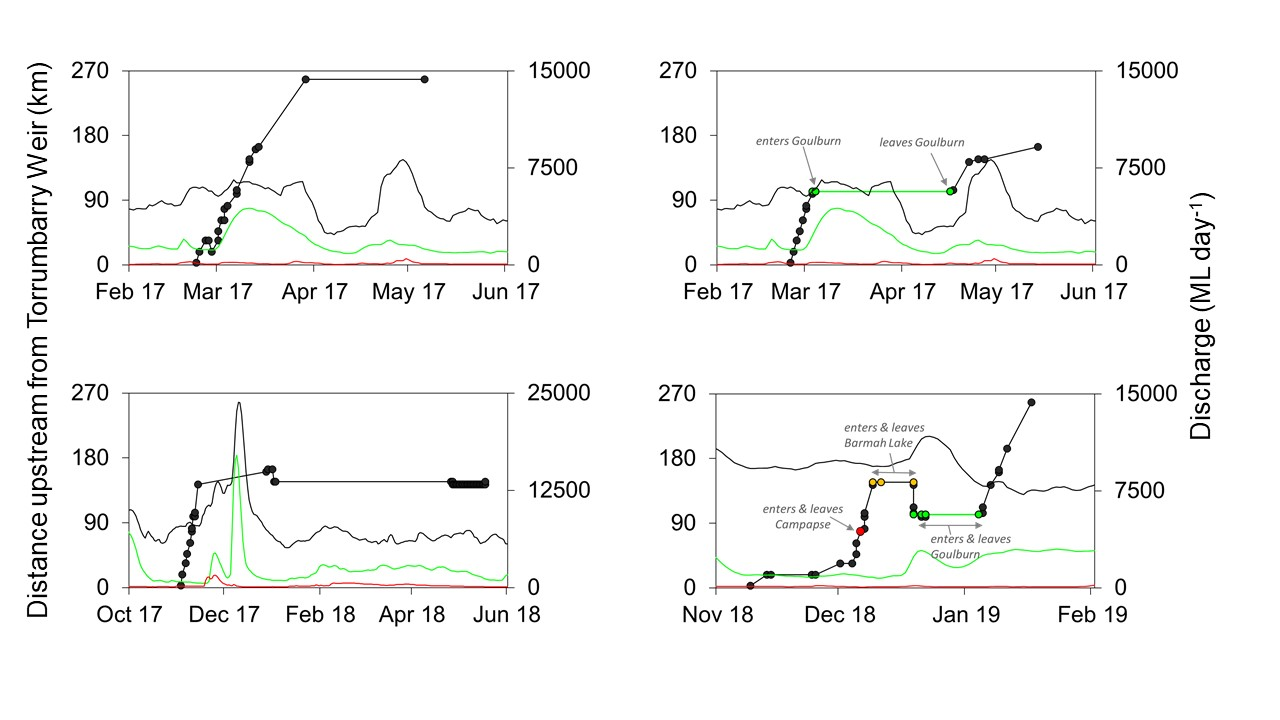 Distance upstream from Torrumbarry Weir (km)
270
180
90
0
15000
7500
0
Feb 17
Mar 17
Apr 17
May 17
Jun 17
270
180
90
0
enters Goulburn
leaves Goulburn
15000
7500
0
Feb 17
Mar 17
Apr 17
May 17
Jun 17
270
180
90
0
25000
12500
0
Oct 17
Dec 17
Feb 18
Apr 18
Jun 18
270
180
90
0
enters & leaves
Barmah Lake
enters & leaves
Campapse
enters & leaves
Goulburn
15000
7500
0
Nov 18
Dec 18
Jan 19
Feb 19
Discharge (ML day⁻¹)